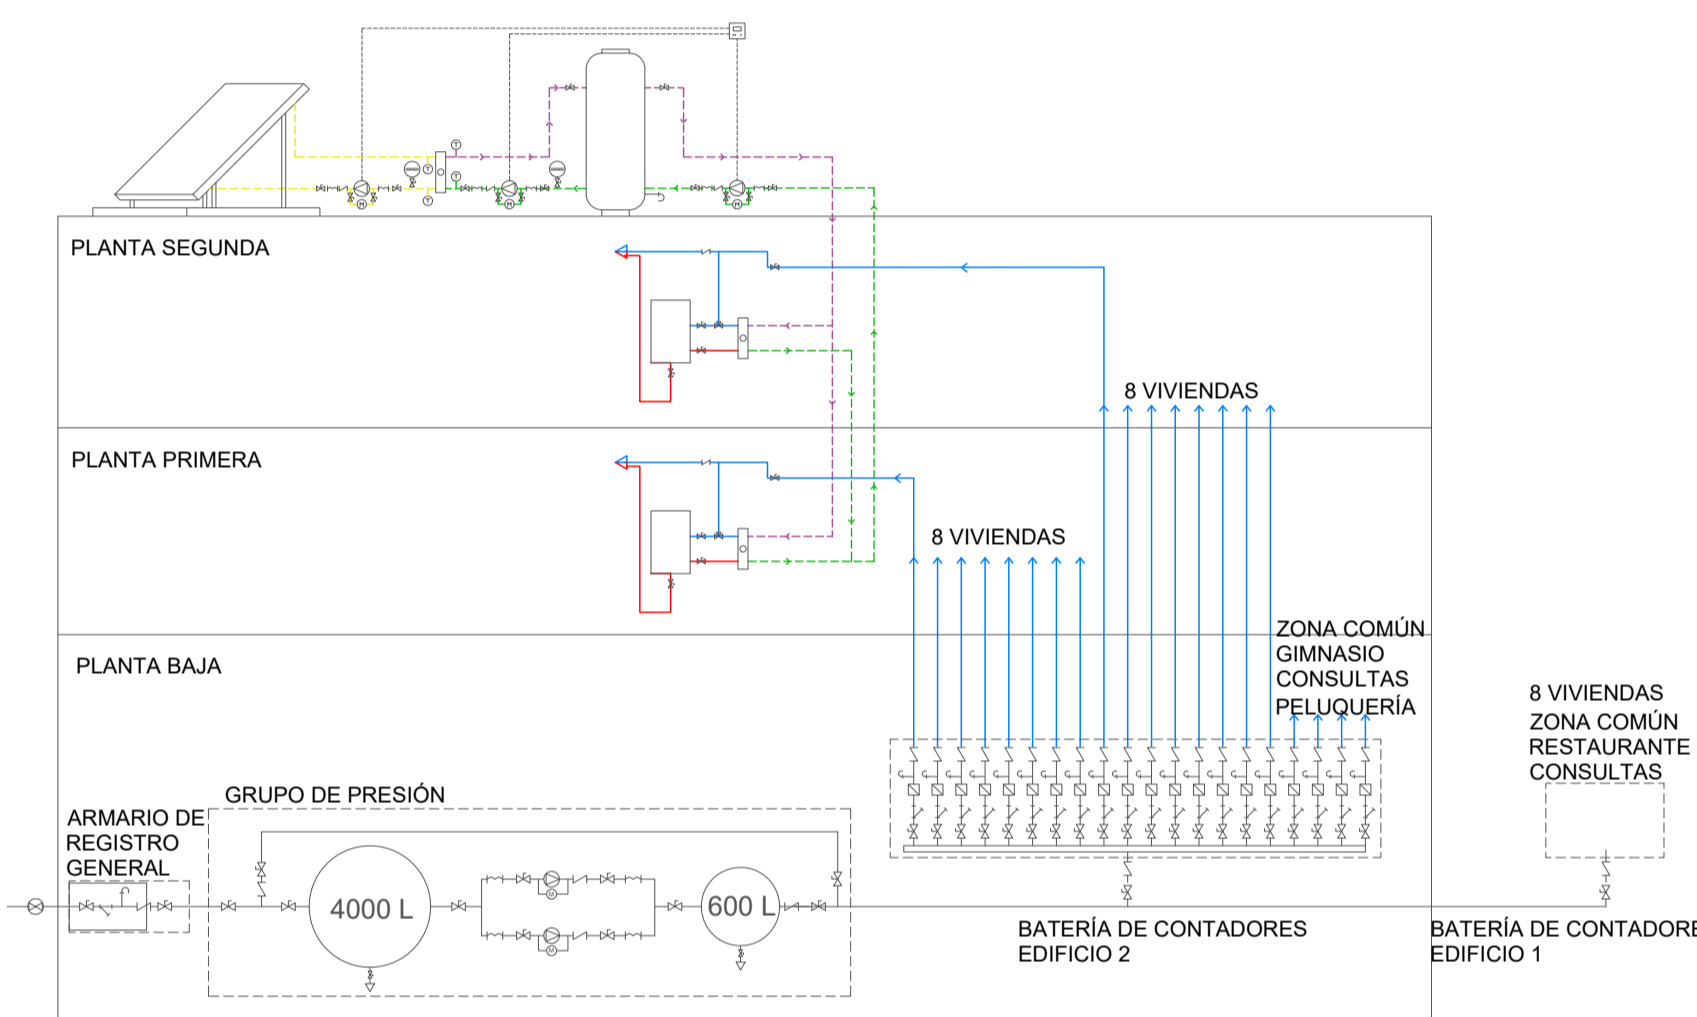 PLANTA SEGUNDA
8 VIVIENDAS
PLANTA PRIMERA
8 VIVIENDAS
ZONA COMÚN
GIMNASIO
CONSULTAS
PELUQUERÍA
PLANTA BAJA
8 VIVIENDAS
ZONA COMÚN
RESTAURANTE
CONSULTAS
GRUPO DE PRESIÓN
ARMARIO DE
REGISTRO
GENERAL
4000 L
600 L
BATERÍA DE CONTADORES
EDIFICIO 2
BATERÍA DE CONTADORE
EDIFICIO 1
T
T
T
T
M
M
M
M
M